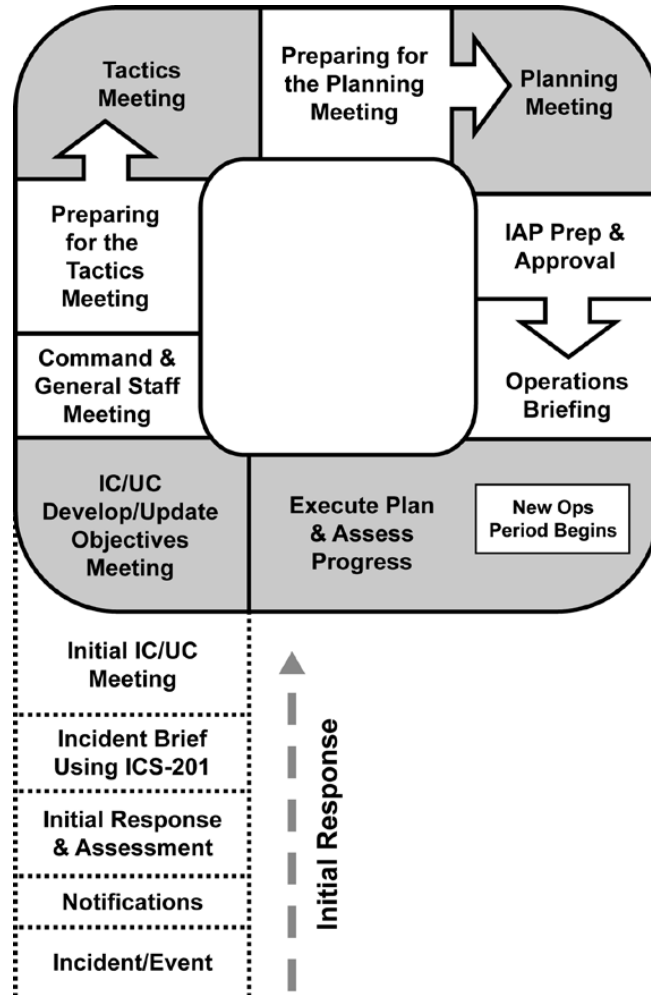 Tactics
Meeting
Preparing for
the Planning
Meeting
Planning
Meeting
Preparing
for the
Tactics
Meeting
IAP Prep &
Approval
Command &
General Staff
Meeting
Operations
Briefing
IC/UC
Develop/Update
Objectives
Meeting
Execute Plan
& Assess
Progress
New Ops
Period Begins
Initial IC/UC
Meeting
Incident Brief
Using ICS-201
Initial Response
& Assessment
Notifications
Incident/Event
Initial Response